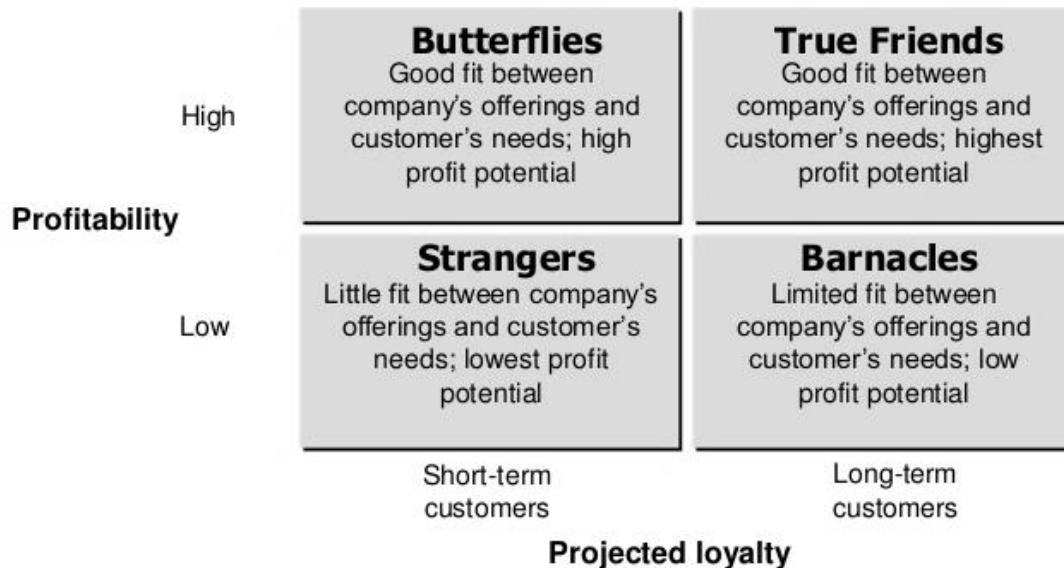 Butterflies
Good fit between
company's offerings and
customer's needs; high
profit potential
True Friends
Good fit between
company's offerings and
customer's needs; highest
profit potential
High
Profitability
Strangers
Little fit between company's
offerings and customer's
needs; lowest profit
potential
Barnacles
Limited fit between
company's offerings and
customer's needs; low
profit potential
Low
Short-term
customers
Long-term
customers
Projected loyalty